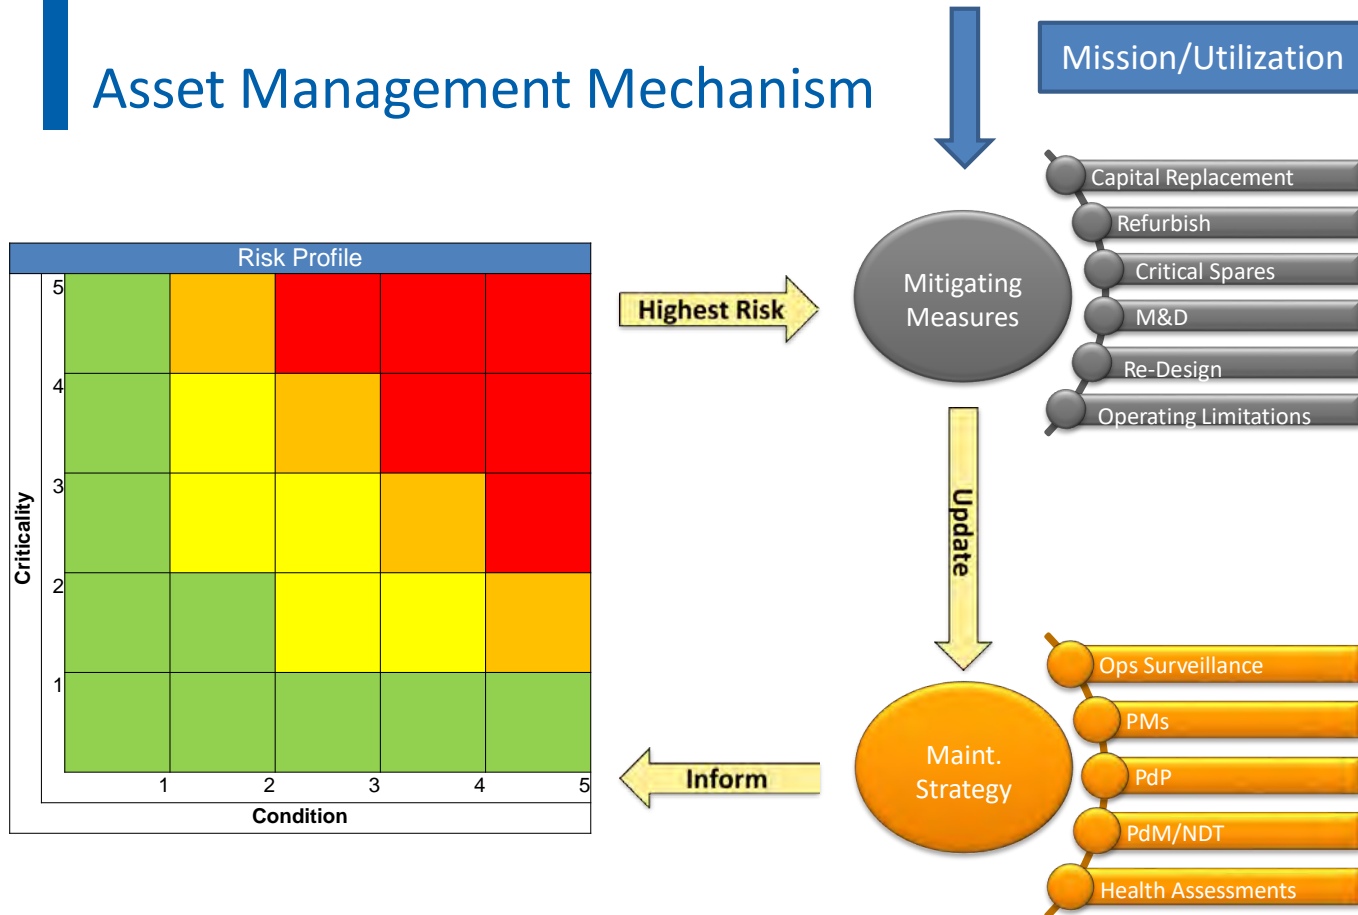 Asset Management Mechanism
Mission/Utilization
Risk Profile
5
4
3
2
1
Criticality
1 2 3 4 5
Condition
Highest Risk
Mitigating
Measures
Capital Replacement
Refurbish
Critical Spares
M&D
Re-Design
Operating Limitations
Update
Maint.
Strategy
Ops Surveillance
PMs
PdP
PdM/NDT
Health Assessments
Inform